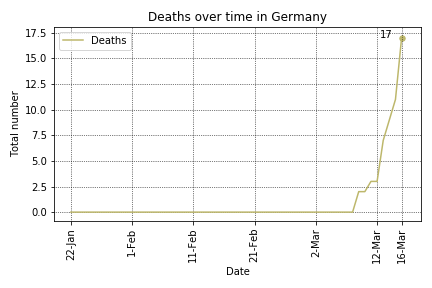 Deaths over time in Germany
17.5
15.0
12.5
10.0
7.5
5.0
2.5
0.0
Total number
Deaths
17
22-Jan
1-Feb
11-Feb
21-Feb
2-Mar
12-Mar
16-Mar
Date